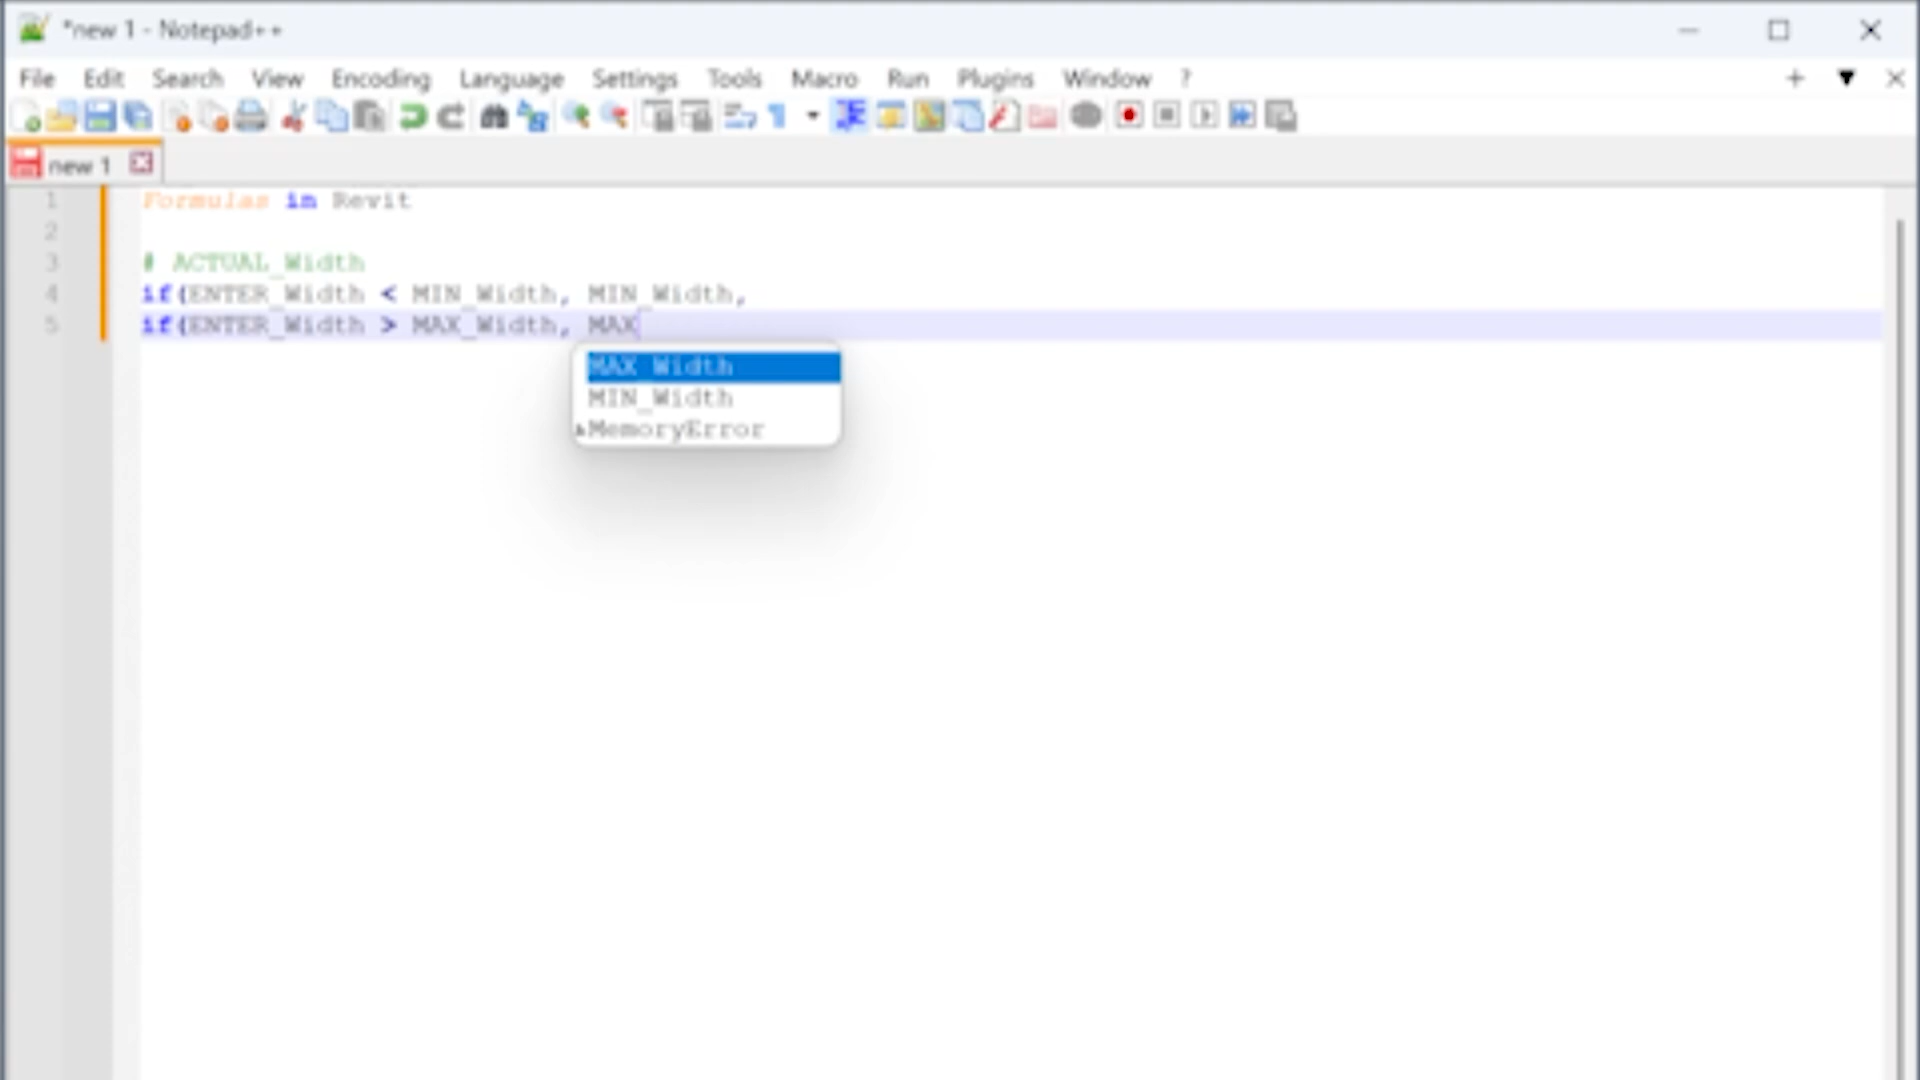 *new 1 - Notepad++
File Edit Search View Encoding Language Settings Tools Macro Run Plugins Window ?
new 1
1 Formulas in Revit
2
3 # ACTUAL_Width
4 if(ENTER_Width < MIN_Width, MIN_Width,
5 if(ENTER_Width > MAX_Width, MAX
MAX_Width
MIN_Width
MemoryError